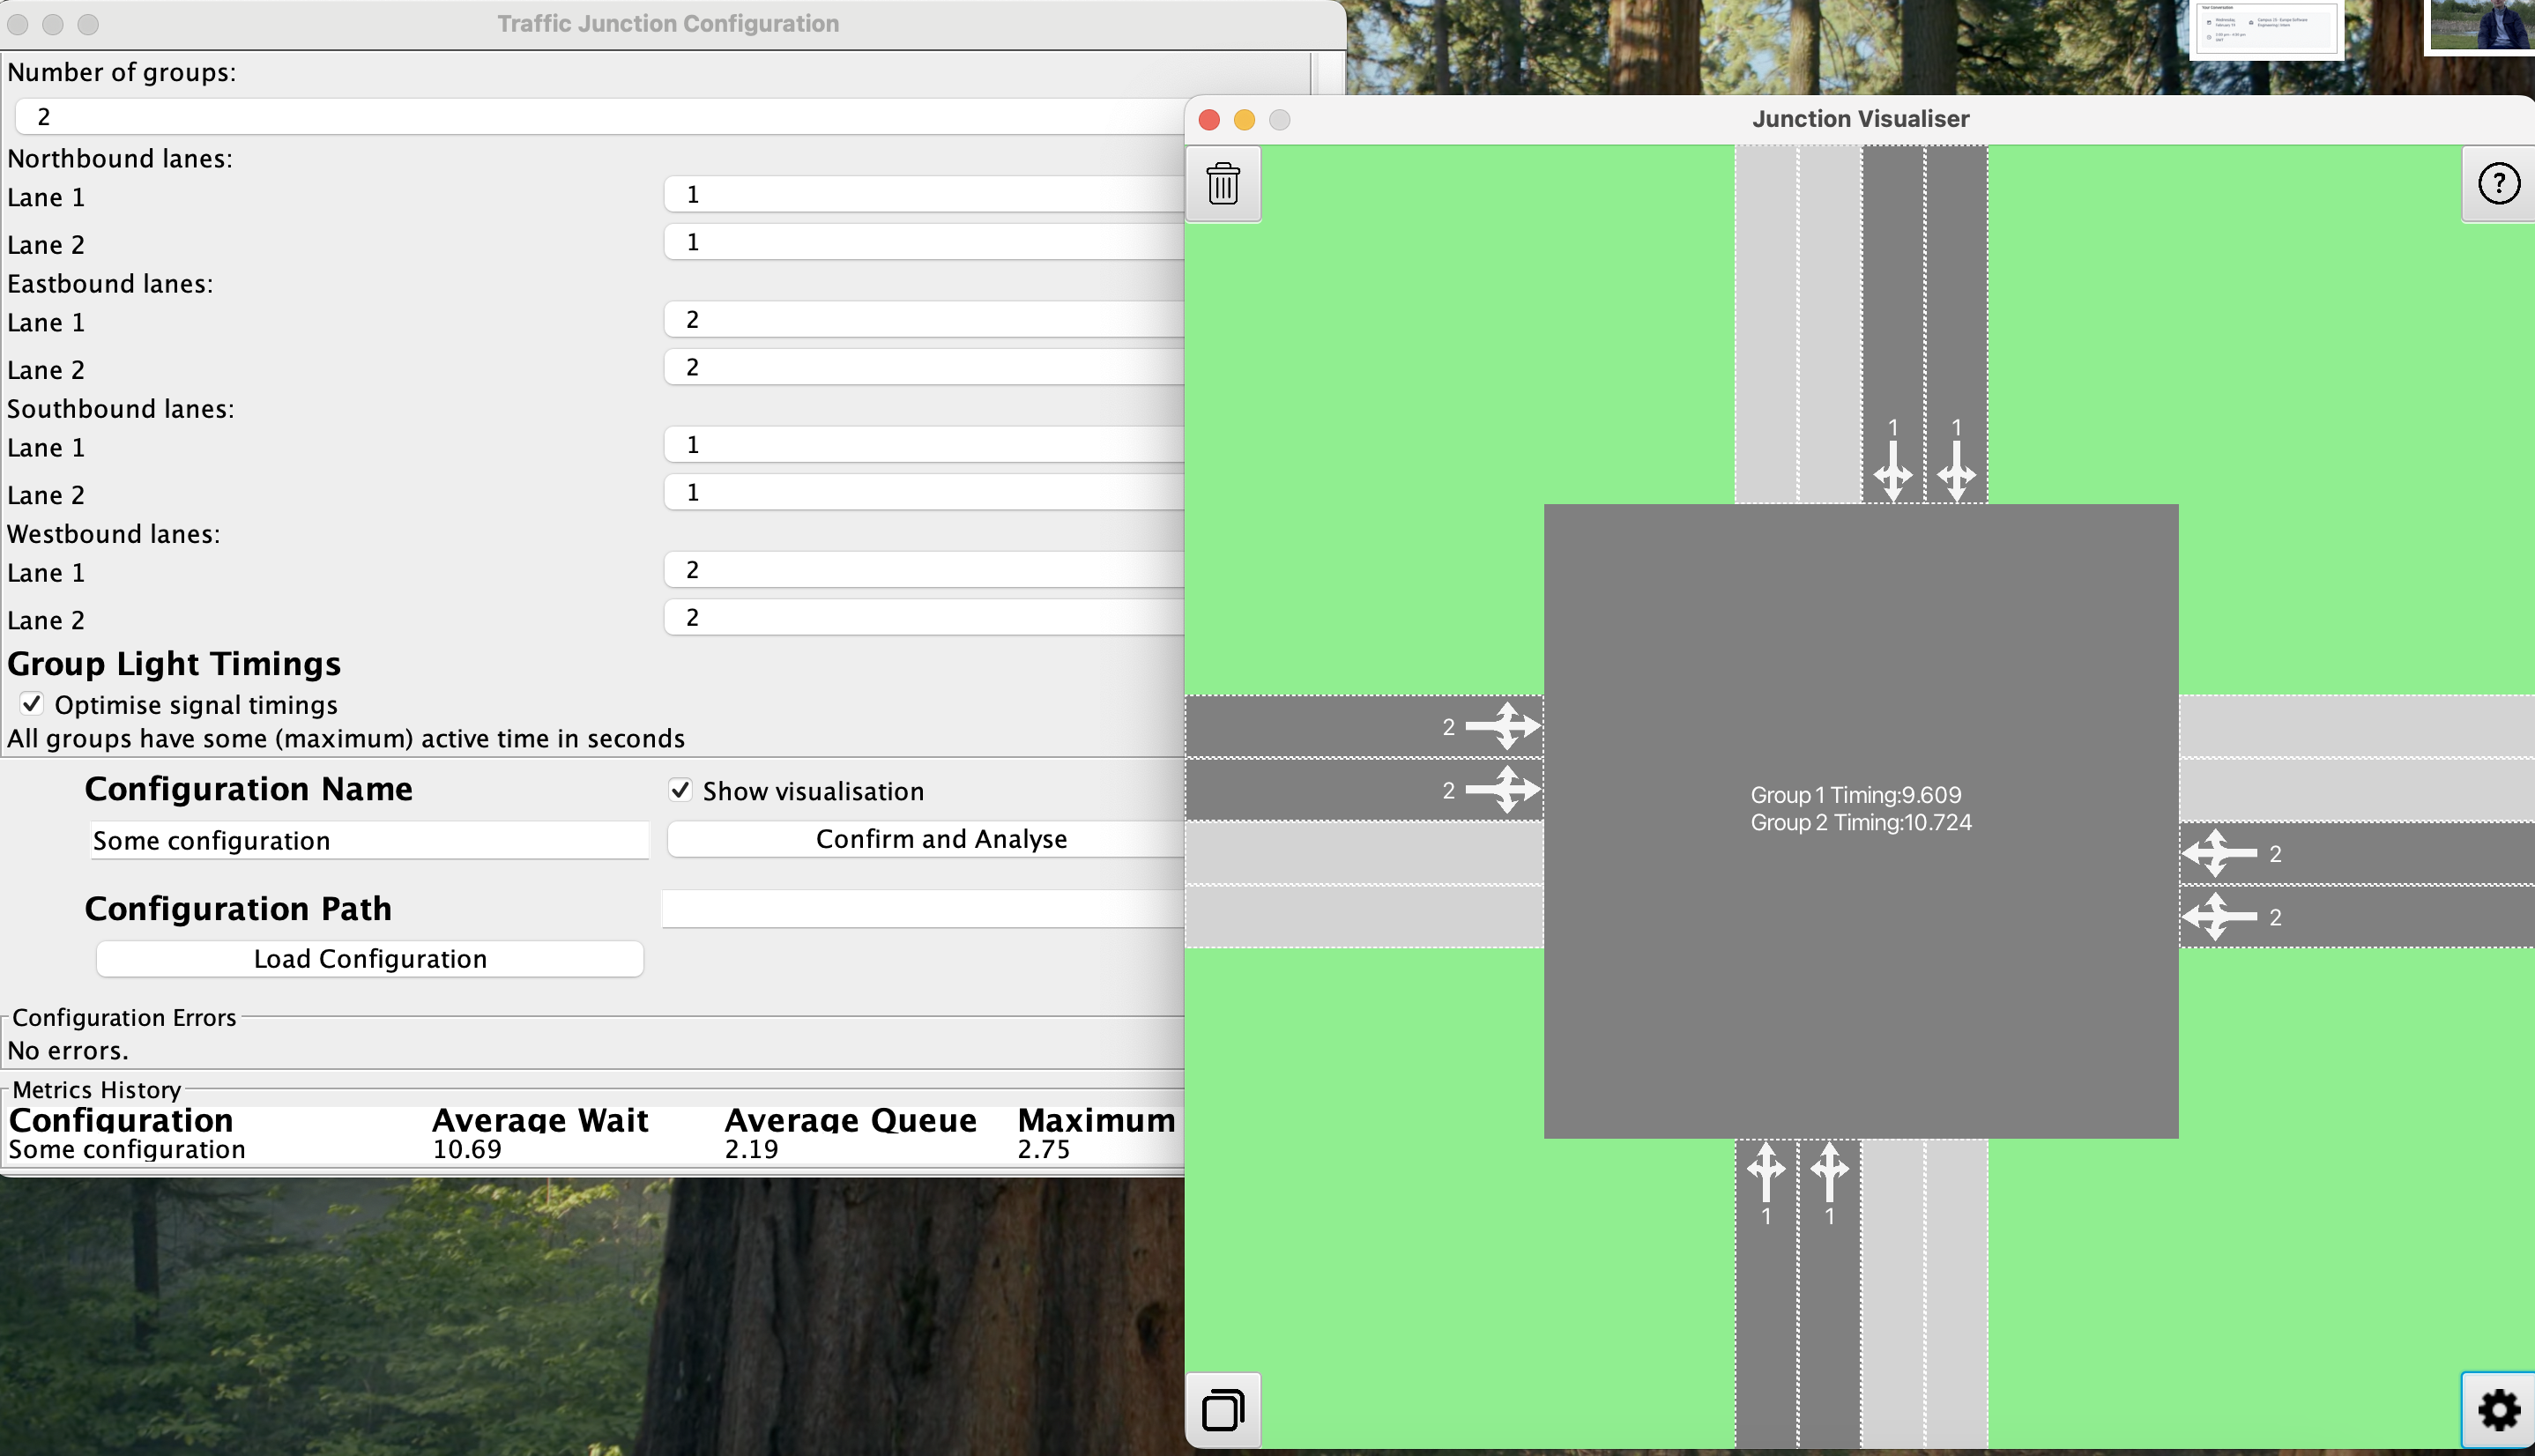 Traffic Junction Configuration
Number of groups:
2
Northbound lanes:
Lane 1
1
Lane 2
1
Eastbound lanes:
Lane 1
2
Lane 2
2
Southbound lanes:
Lane 1
1
Lane 2
1
Westbound lanes:
Lane 1
2
Lane 2
2
Group Light Timings
Optimise signal timings
All groups have some (maximum) active time in seconds
Configuration Name
Show visualisation
Some configuration
Confirm and Analyse
Configuration Path
Load Configuration
Configuration Errors
No errors.
Metrics History
Configuration Average Wait Average Queue Maximum
Some configuration 10.69 2.19 2.75
Junction Visualiser
?
1 1
2
2
Group 1 Timing:9.609
Group 2 Timing:10.724
2
2
1 1